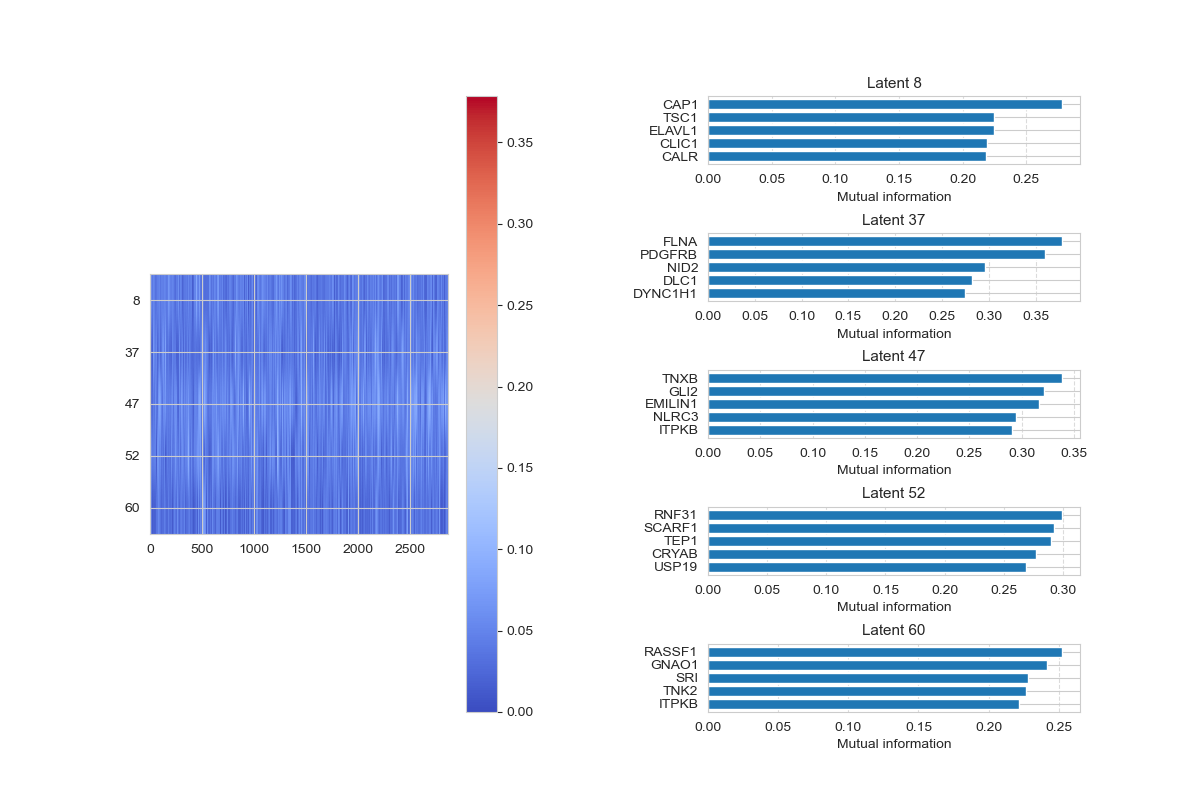 8
37
47
52
60
0 500 1000 1500 2000 2500
0.35
0.30
0.25
0.20
0.15
0.10
0.05
0.00
Latent 8
CAP1
TSC1
ELAVL1
CLIC1
CALR
0.00 0.05 0.10 0.15 0.20 0.25
Mutual information
Latent 37
FLNA
PDGFRB
NID2
DLC1
DYNC1H1
0.00 0.05 0.10 0.15 0.20 0.25 0.30 0.35
Mutual information
Latent 47
TNXB
GLI2
EMILIN1
NLRC3
ITPKB
0.00 0.05 0.10 0.15 0.20 0.25 0.30 0.35
Mutual information
Latent 52
RNF31
SCARF1
TEP1
CRYAB
USP19
0.00 0.05 0.10 0.15 0.20 0.25 0.30
Mutual information
Latent 60
RASSF1
GNAO1
SRI
TNK2
ITPKB
0.00 0.05 0.10 0.15 0.20 0.25
Mutual information